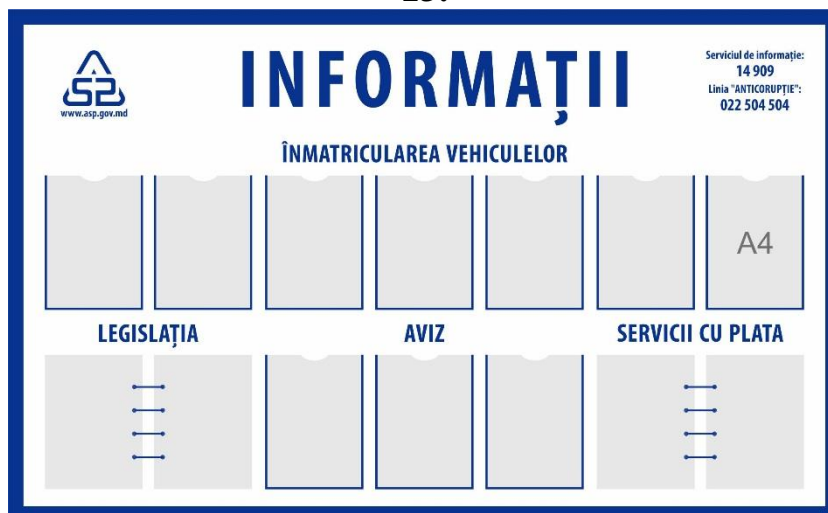 INFORMAȚII
www.asp.gov.md
Serviciul de informație:
14 909
Linia "ANTICORUPȚIE":
022 504 504
ÎNMATRICULAREA VEHICULELOR
A4
LEGISLAȚIA
AVIZ
SERVICII CU PLATA